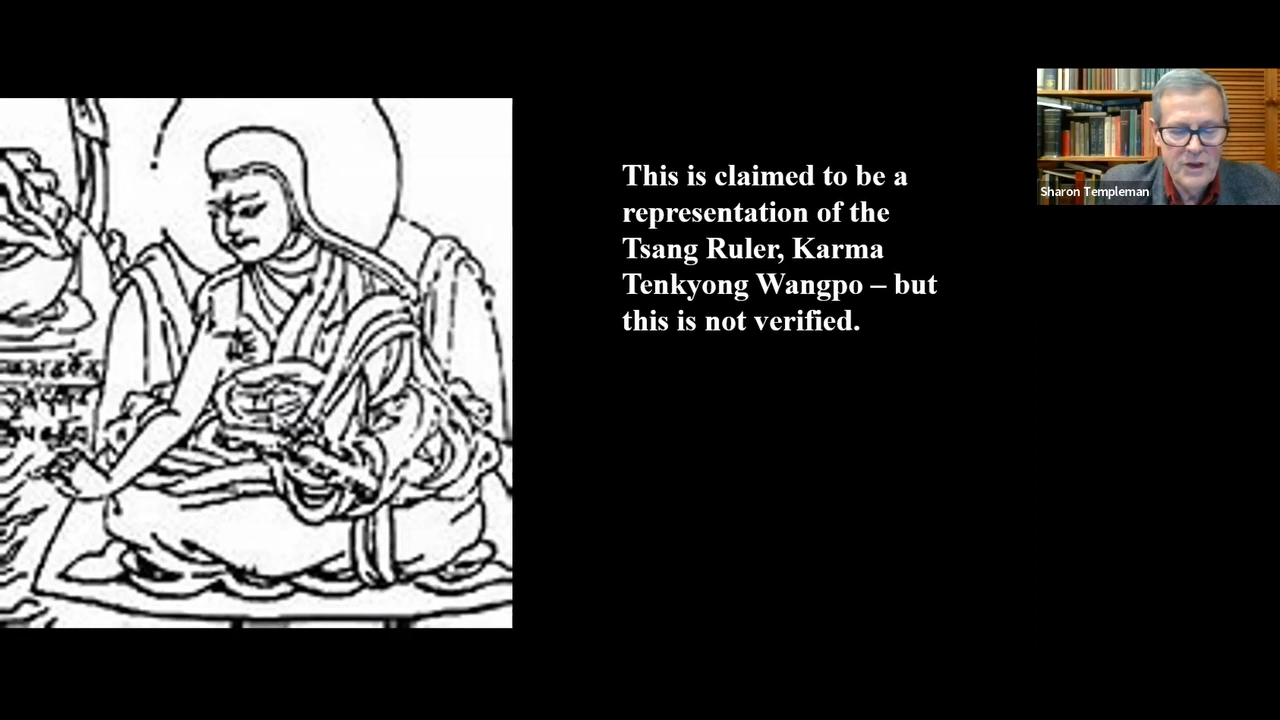 This is claimed to be a
representation of the
Tsang Ruler, Karma
Tenkyong Wangpo – but
this is not verified.
Sharon Templeman